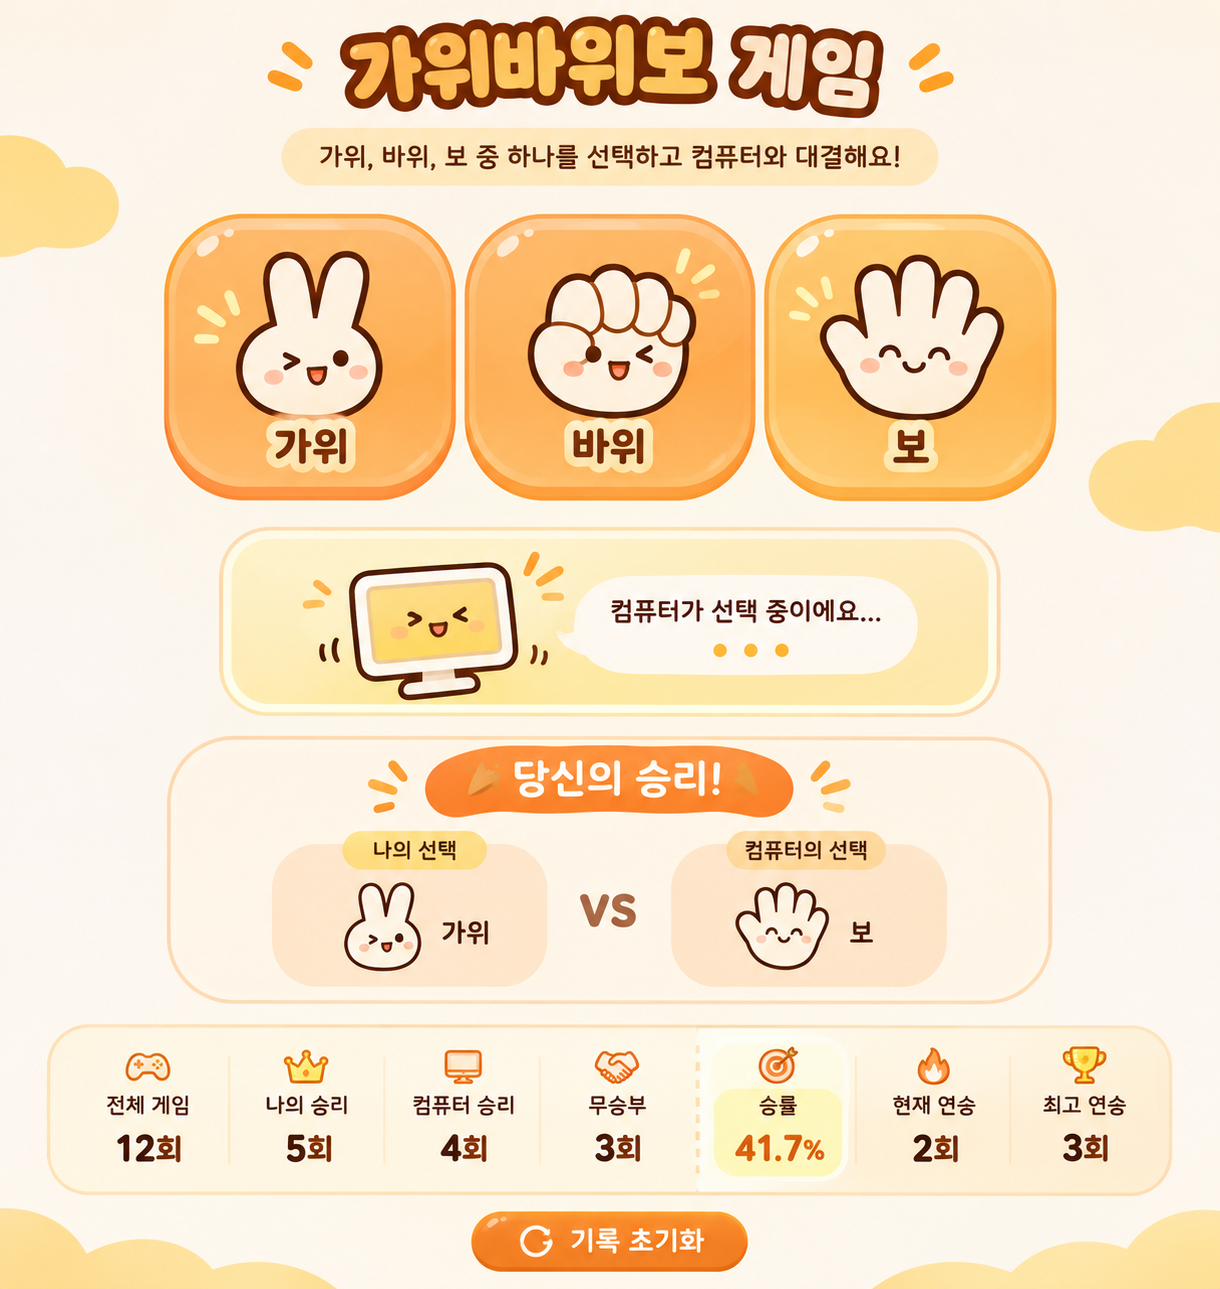 가위바위보 게임
가위, 바위, 보 중 하나를 선택하고 컴퓨터와 대결해요!
가위
바위
보
컴퓨터가 선택 중이에요...
당신의 승리!
나의 선택
가위
VS
컴퓨터의 선택
보
전체 게임
12회
나의 승리
5회
컴퓨터 승리
4회
무승부
3회
승률
41.7%
현재 연송
2회
최고 연송
3회
기록 초기화